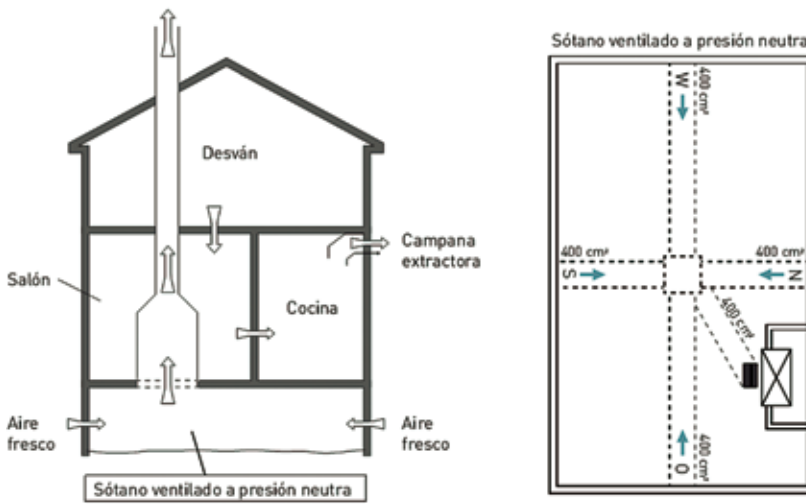 Desván
Campana
extractora
Salón
Cocina
Aire
fresco
Aire
fresco
Sótano ventilado a presión neutra
Sótano ventilado a presión neutra
400 cm²
W
400 cm²
S
400 cm²
N
400 cm²
O
400 cm²